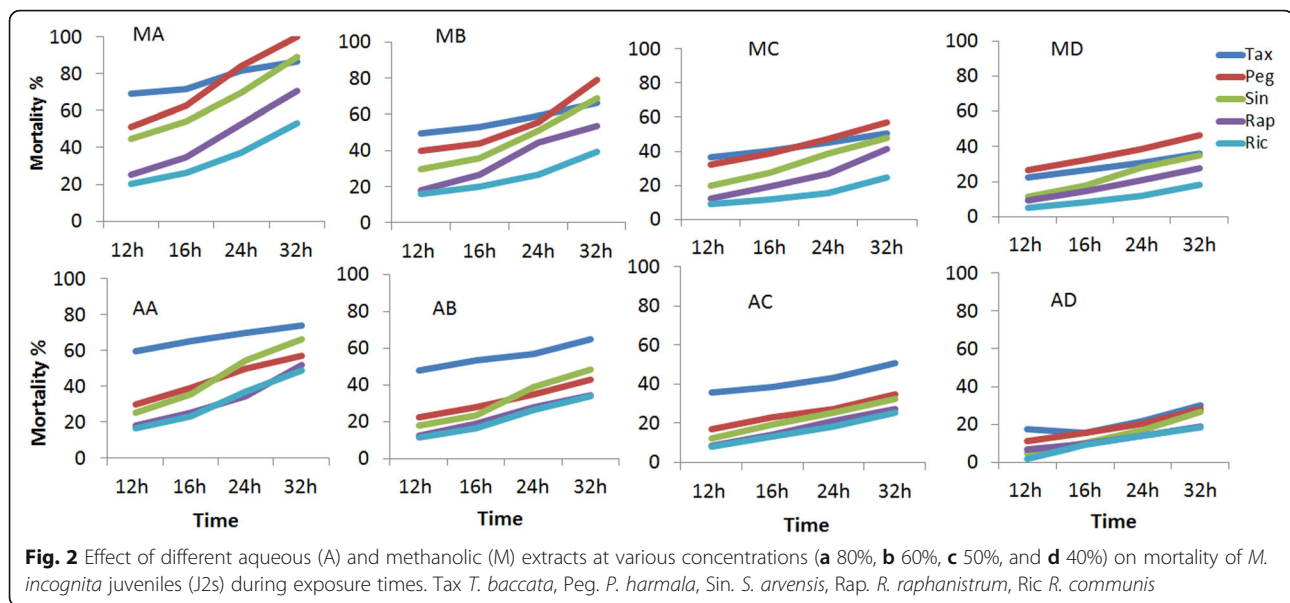 MA
MB
MC
MD
Mortality %
100
80
60
40
20
0
12h 16h 24h 32h
100
80
60
40
20
0
12h 16h 24h 32h
100
80
60
40
20
0
12h 16h 24h 32h
100
80
60
40
20
0
12h 16h 24h 32h
Tax
Peg
Sin
Rap
Ric
AA
AB
AC
AD
Mortality %
100
80
60
40
20
0
12h 16h 24h 32h
Time
100
80
60
40
20
0
12h 16h 24h 32h
Time
100
80
60
40
20
0
12h 16h 24h 32h
Time
100
80
60
40
20
0
12h 16h 24h 32h
Time
Fig. 2 Effect of different aqueous (A) and methanolic (M) extracts at various concentrations (a 80%, b 60%, c 50%, and d 40%) on mortality of M.
incognita juveniles (J2s) during exposure times. Tax T. baccata, Peg. P. harmala, Sin. S. arvensis, Rap. R. raphanistrum, Ric R. communis